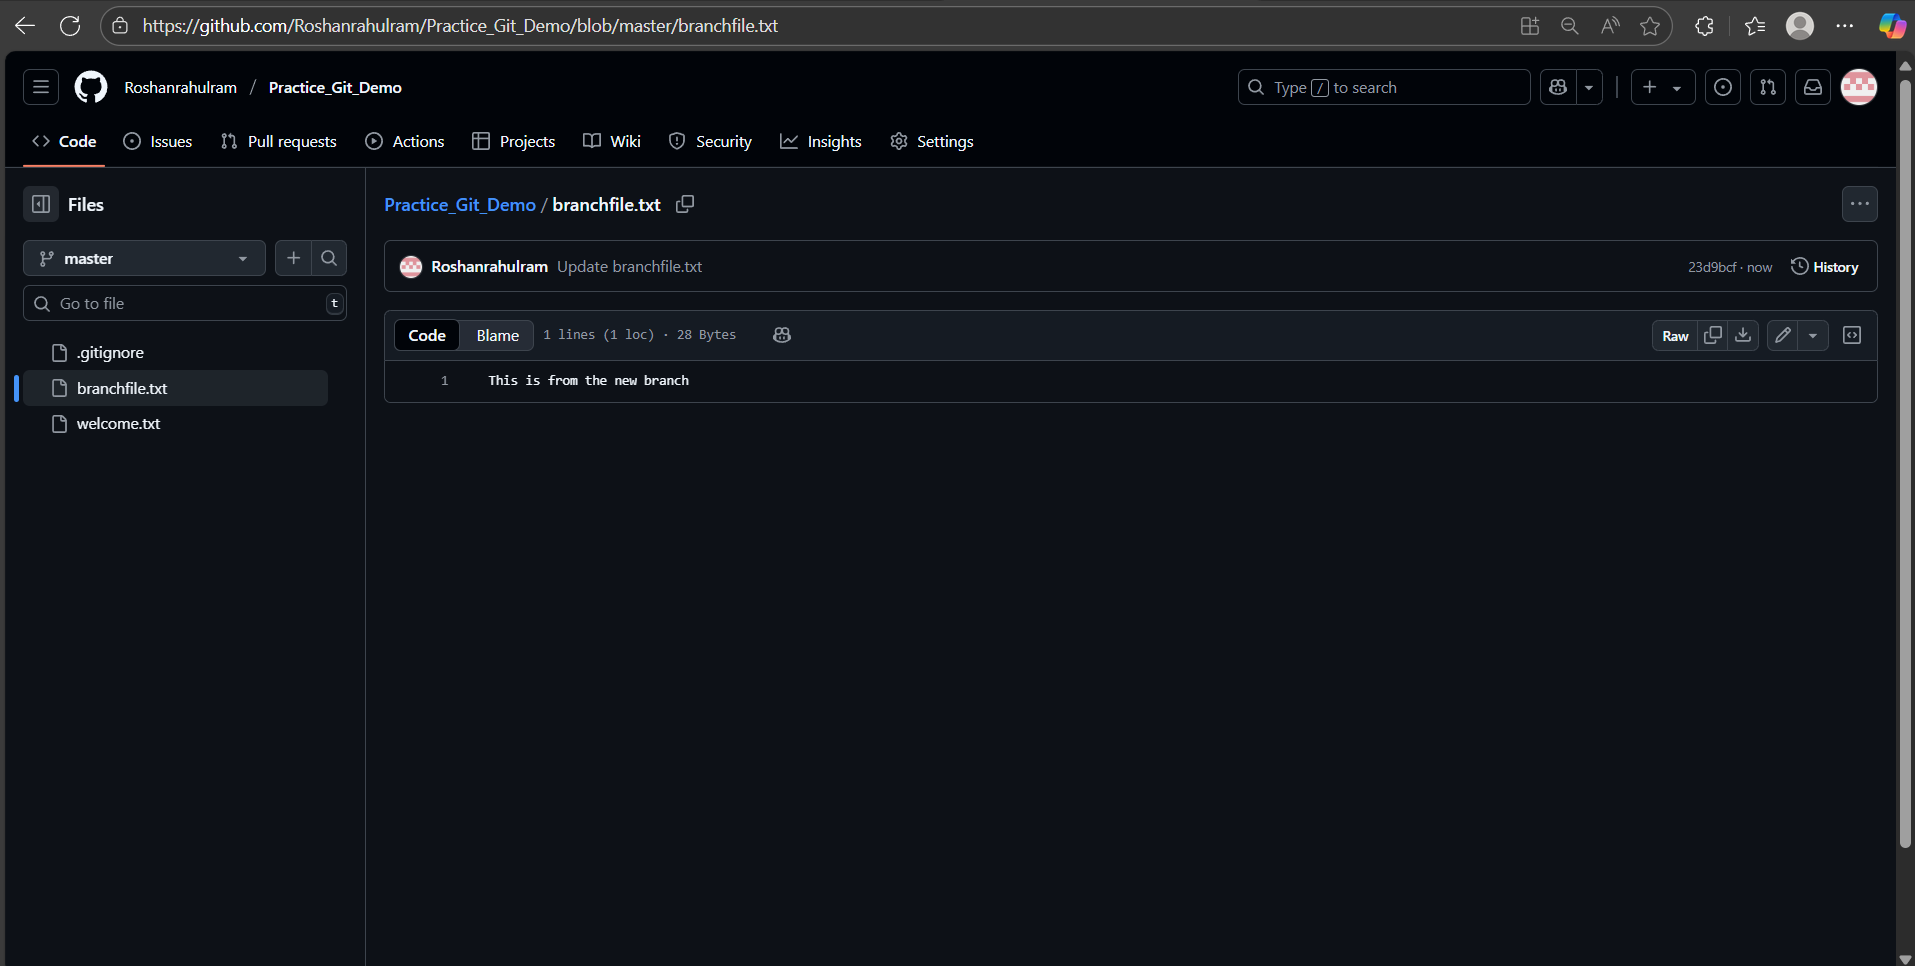 https://github.com/Roshanrahulram/Practice_Git_Demo/blob/master/branchfile.txt
Roshanrahulram / Practice_Git_Demo
Type / to search
Code
Issues
Pull requests
Actions
Projects
Wiki
Security
Insights
Settings
Files
master
Go to file
t
.gitignore
branchfile.txt
welcome.txt
Practice_Git_Demo / branchfile.txt
Roshanrahulram Update branchfile.txt
23d9bcf · now
History
Code
Blame
1 lines (1 loc) · 28 Bytes
Raw
1 This is from the new branch